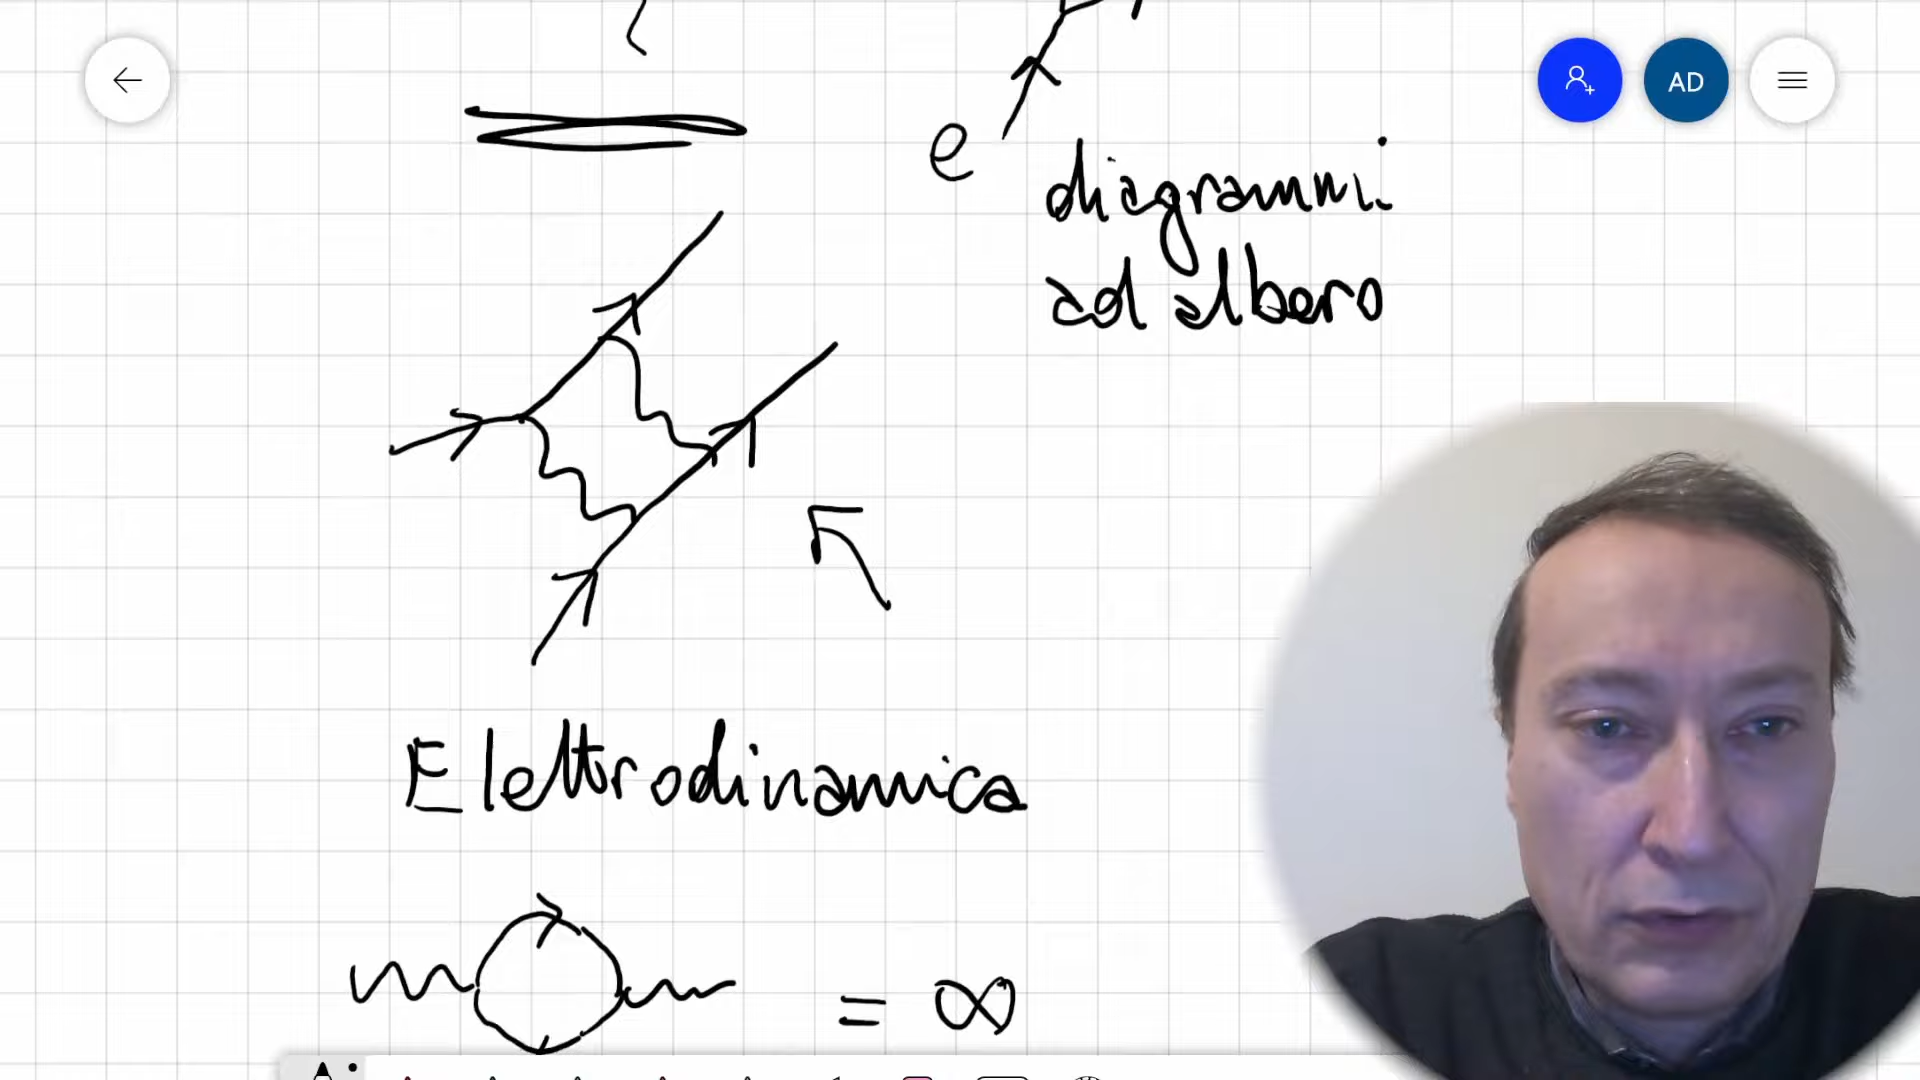 AD
e
diagrammi
ad albero
Elettrodinamica
= ∞